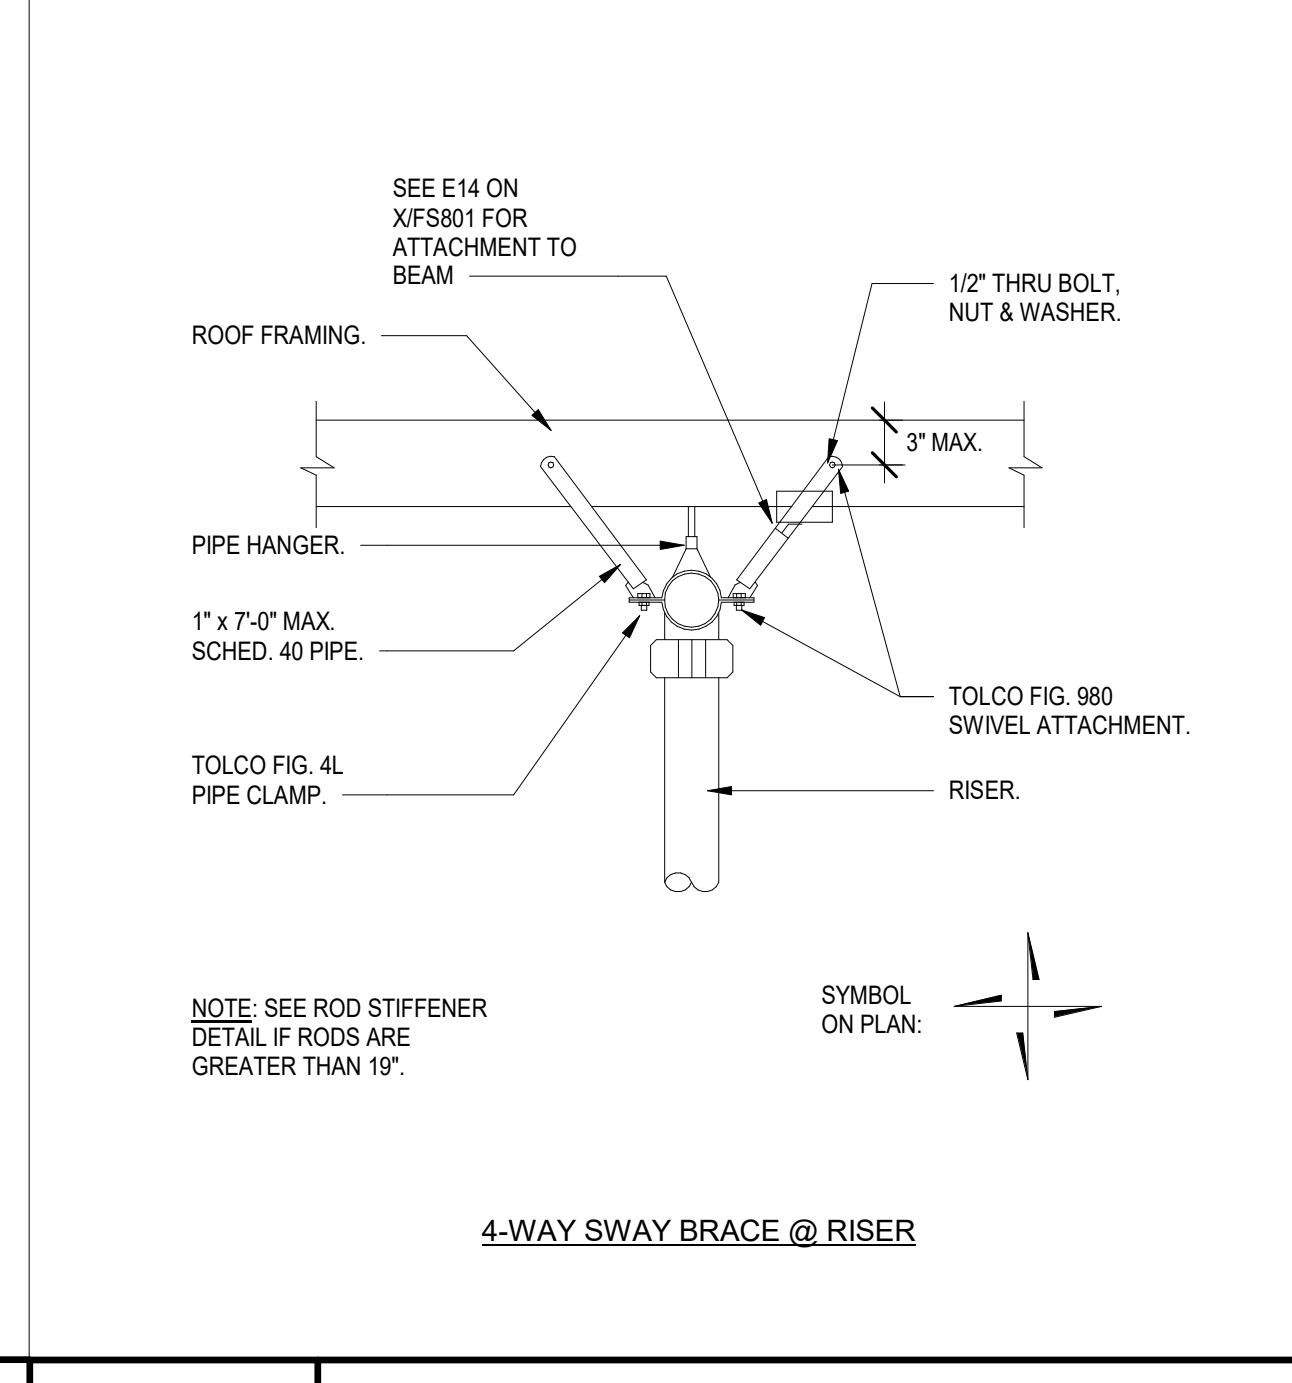 SEE E14 ON
X/FS801 FOR
ATTACHMENT TO
BEAM
1/2" THRU BOLT,
NUT & WASHER.
ROOF FRAMING.
3" MAX.
PIPE HANGER.
1" x 7'-0" MAX.
SCHED. 40 PIPE.
TOLCO FIG. 980
SWIVEL ATTACHMENT.
TOLCO FIG. 4L
PIPE CLAMP.
RISER.
NOTE: SEE ROD STIFFENER
DETAIL IF RODS ARE
GREATER THAN 19".
SYMBOL
ON PLAN:
4-WAY SWAY BRACE @ RISER